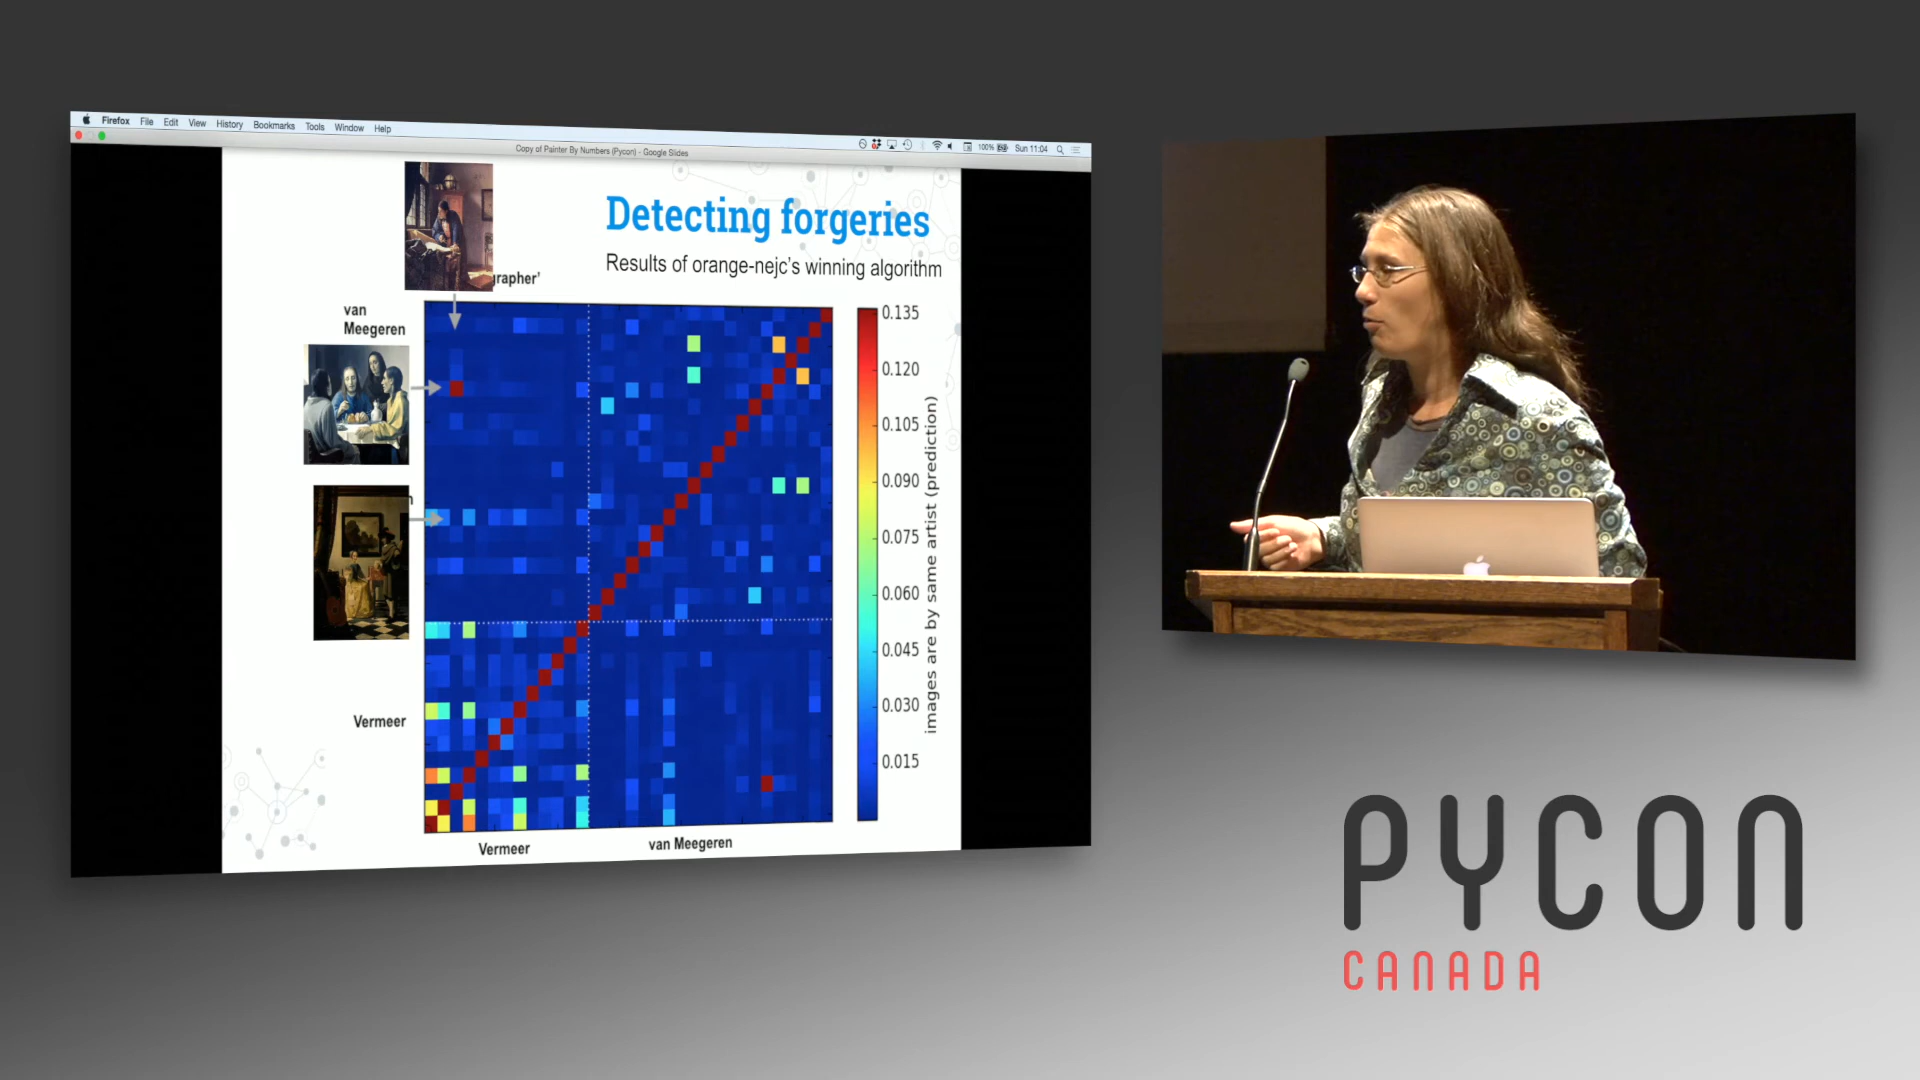 Firefox File Edit View History Bookmarks Tools Window Help
100% Sun 11:04
Copy of Painter By Numbers (Pycon) - Google Slides
Detecting forgeries
Results of orange-nejc's winning algorithm
grapher'
van
Meegeren
n
Vermeer
Vermeer
van Meegeren
0.135
0.120
0.105
0.090
0.075
0.060
0.045
0.030
0.015
images are by same artist (prediction)
PYCON
CANADA